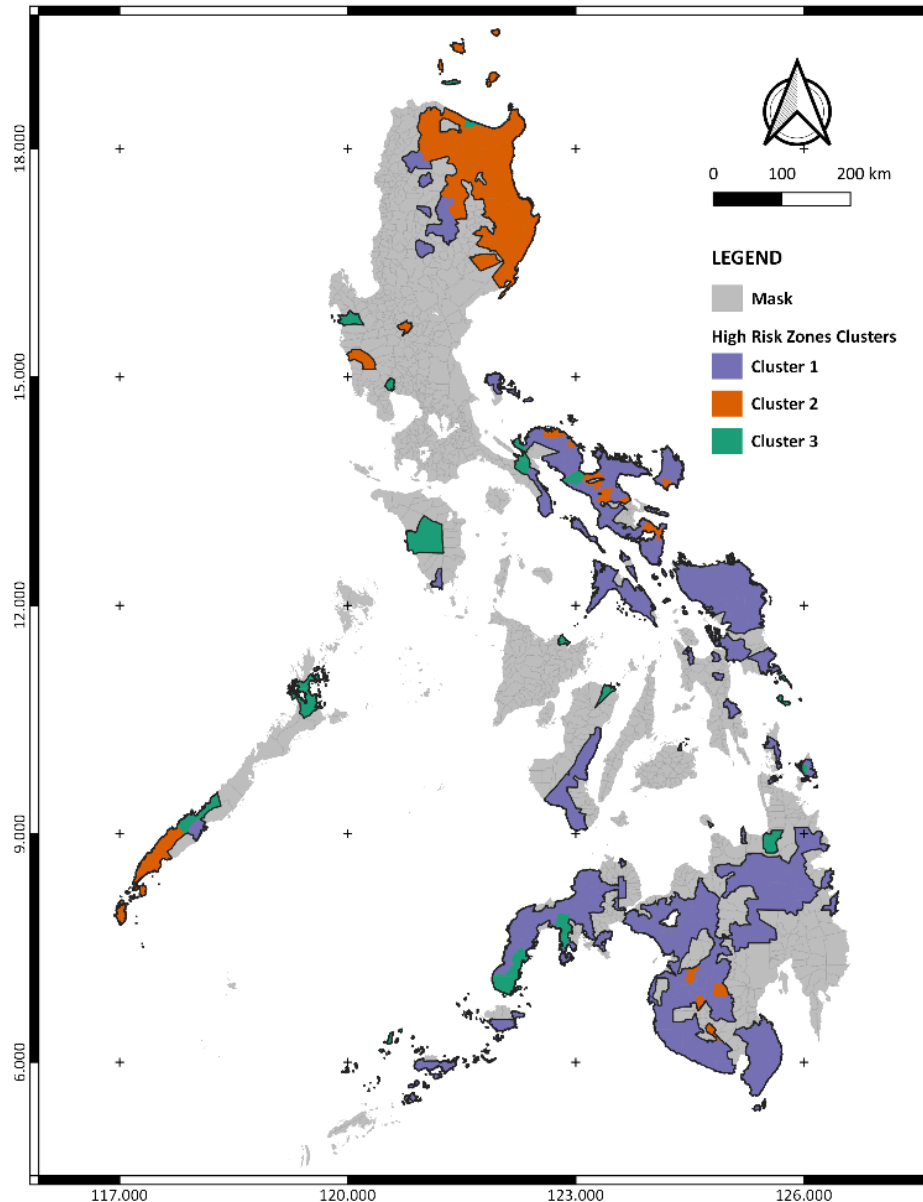 18.000
15.000
12.000
9.000
6.000
117.000
120.000
123.000
126.000
0 100 200 km
LEGEND
Mask
High Risk Zones Clusters
Cluster 1
Cluster 2
Cluster 3